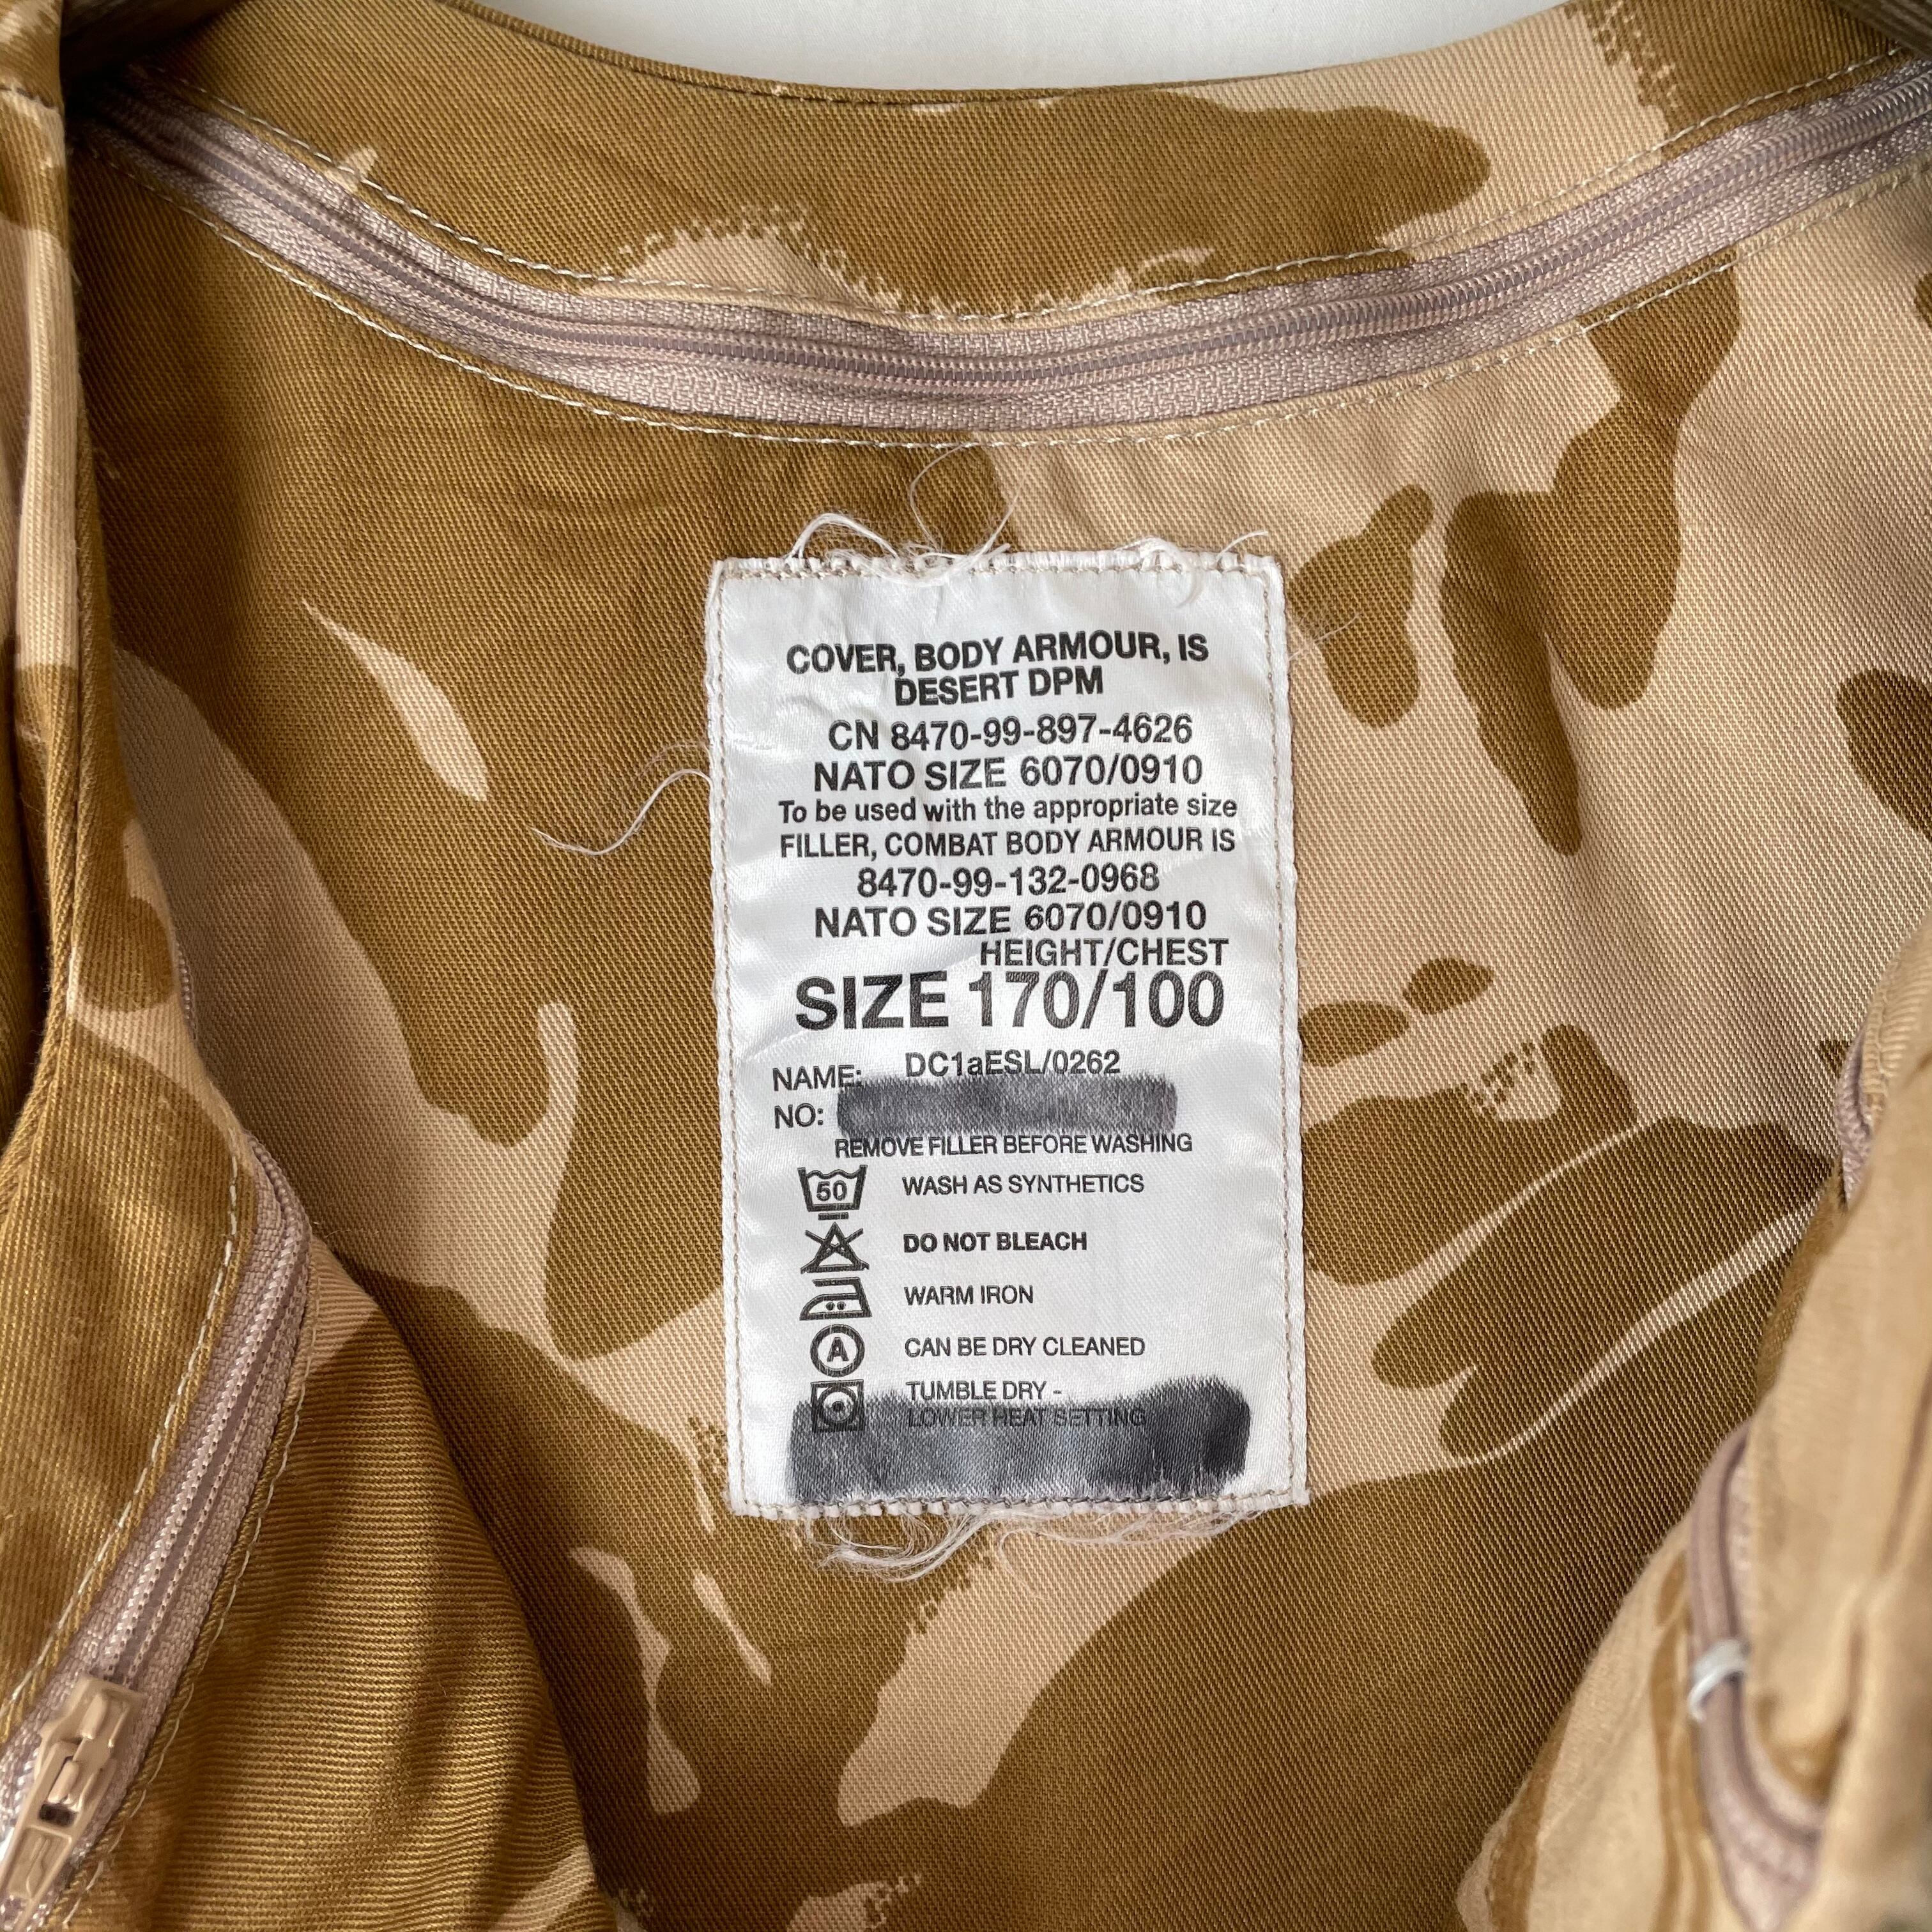 COVER, BODY ARMOUR, IS
DESERT DPM
CN 8470-99-897-4626
NATO SIZE 6070/0910
To be used with the appropriate size
FILLER, COMBAT BODY ARMOUR IS
8470-99-132-0968
NATO SIZE 6070/0910
HEIGHT/CHEST
SIZE 170/100
DC1aESL/0262
NAME:
NO:
REMOVE FILLER BEFORE WASHING
50 WASH AS SYNTHETICS
DO NOT BLEACH
WARM IRON
A CAN BE DRY CLEANED
TUMBLE DRY -
LOWER HEAT SETTING